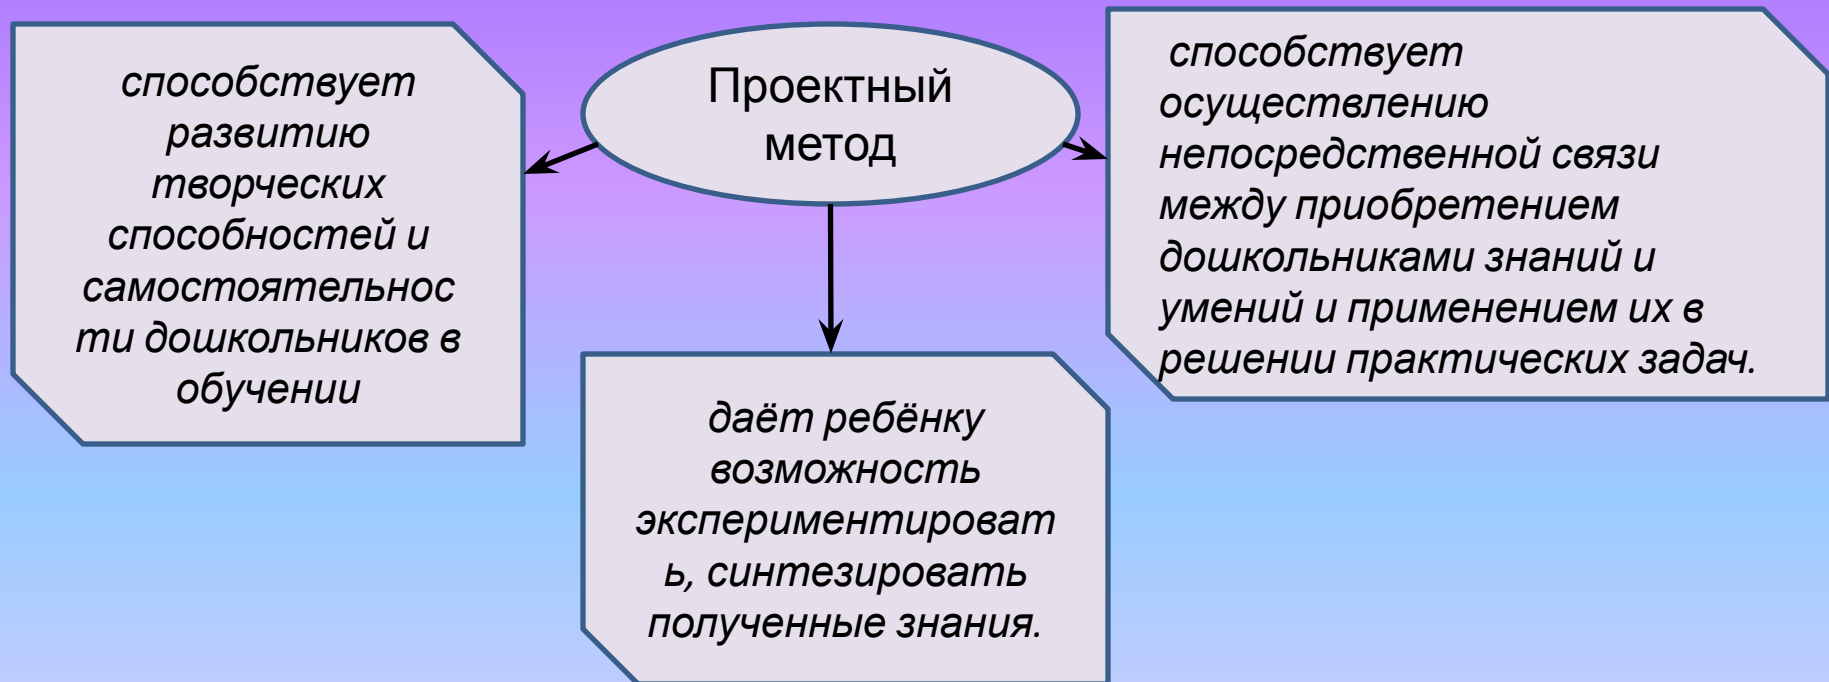 способствует
развитию
творческих
способностей и
самостоятельнос
ти дошкольников в
обучении
Проектный
метод
способствует
осуществлению
непосредственной связи
между приобретением
дошкольниками знаний и
умений и применением их в
решении практических задач.
даёт ребёнку
возможность
экспериментироват
ь, синтезировать
полученные знания.